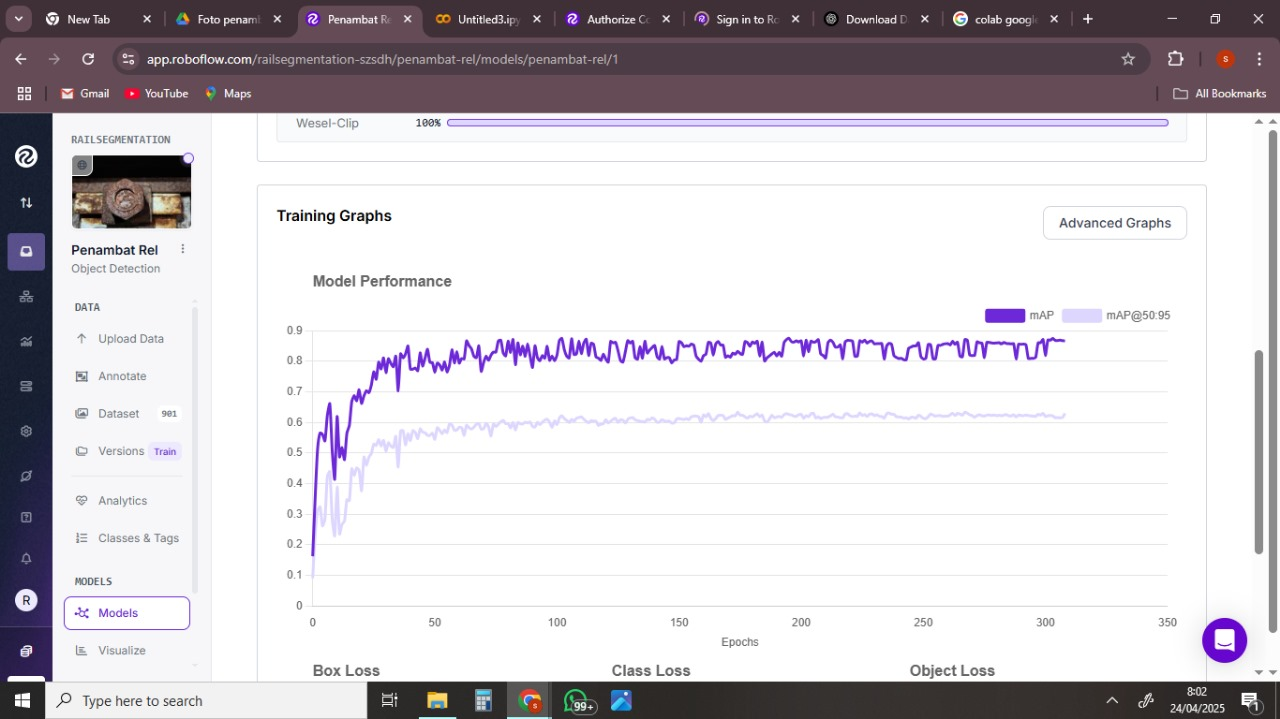 New Tab
Foto penamb
Penambat Re
Untitled3.ipy
Authorize Co
Sign in to Ro
Download D
colab google
app.roboflow.com/railsegmentation-szsdh/penambat-rel/models/penambat-rel/1
Gmail
YouTube
Maps
All Bookmarks
RAILSEGMENTATION
Penambat Rel
Object Detection
DATA
Upload Data
Annotate
Dataset 901
Versions Train
Analytics
Classes & Tags
MODELS
Models
Visualize
R
Wesel-Clip 100%
Training Graphs
Advanced Graphs
Model Performance
mAP mAP@50:95
0.9
0.8
0.7
0.6
0.5
0.4
0.3
0.2
0.1
0
0 50 100 150 200 250 300 350
Epochs
Box Loss Class Loss Object Loss
Type here to search
99+
8:02
24/04/2025
1